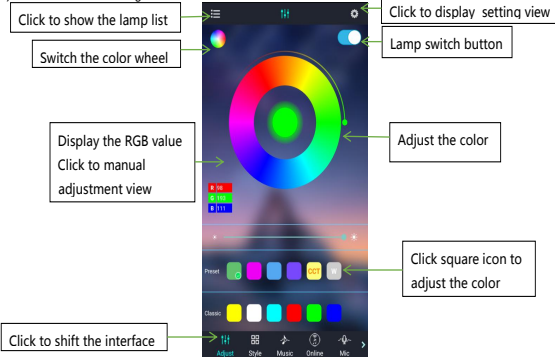 Click to show the lamp list
Click to display setting view
Switch the color wheel
Lamp switch button
Display the RGB value
Click to manual
adjustment view
Adjust the color
R 98
B 111
Preset
CCT
W
Click square icon to
adjust the color
Classic
Click to shift the interface
Adjust
Style
Music
Online
Mic